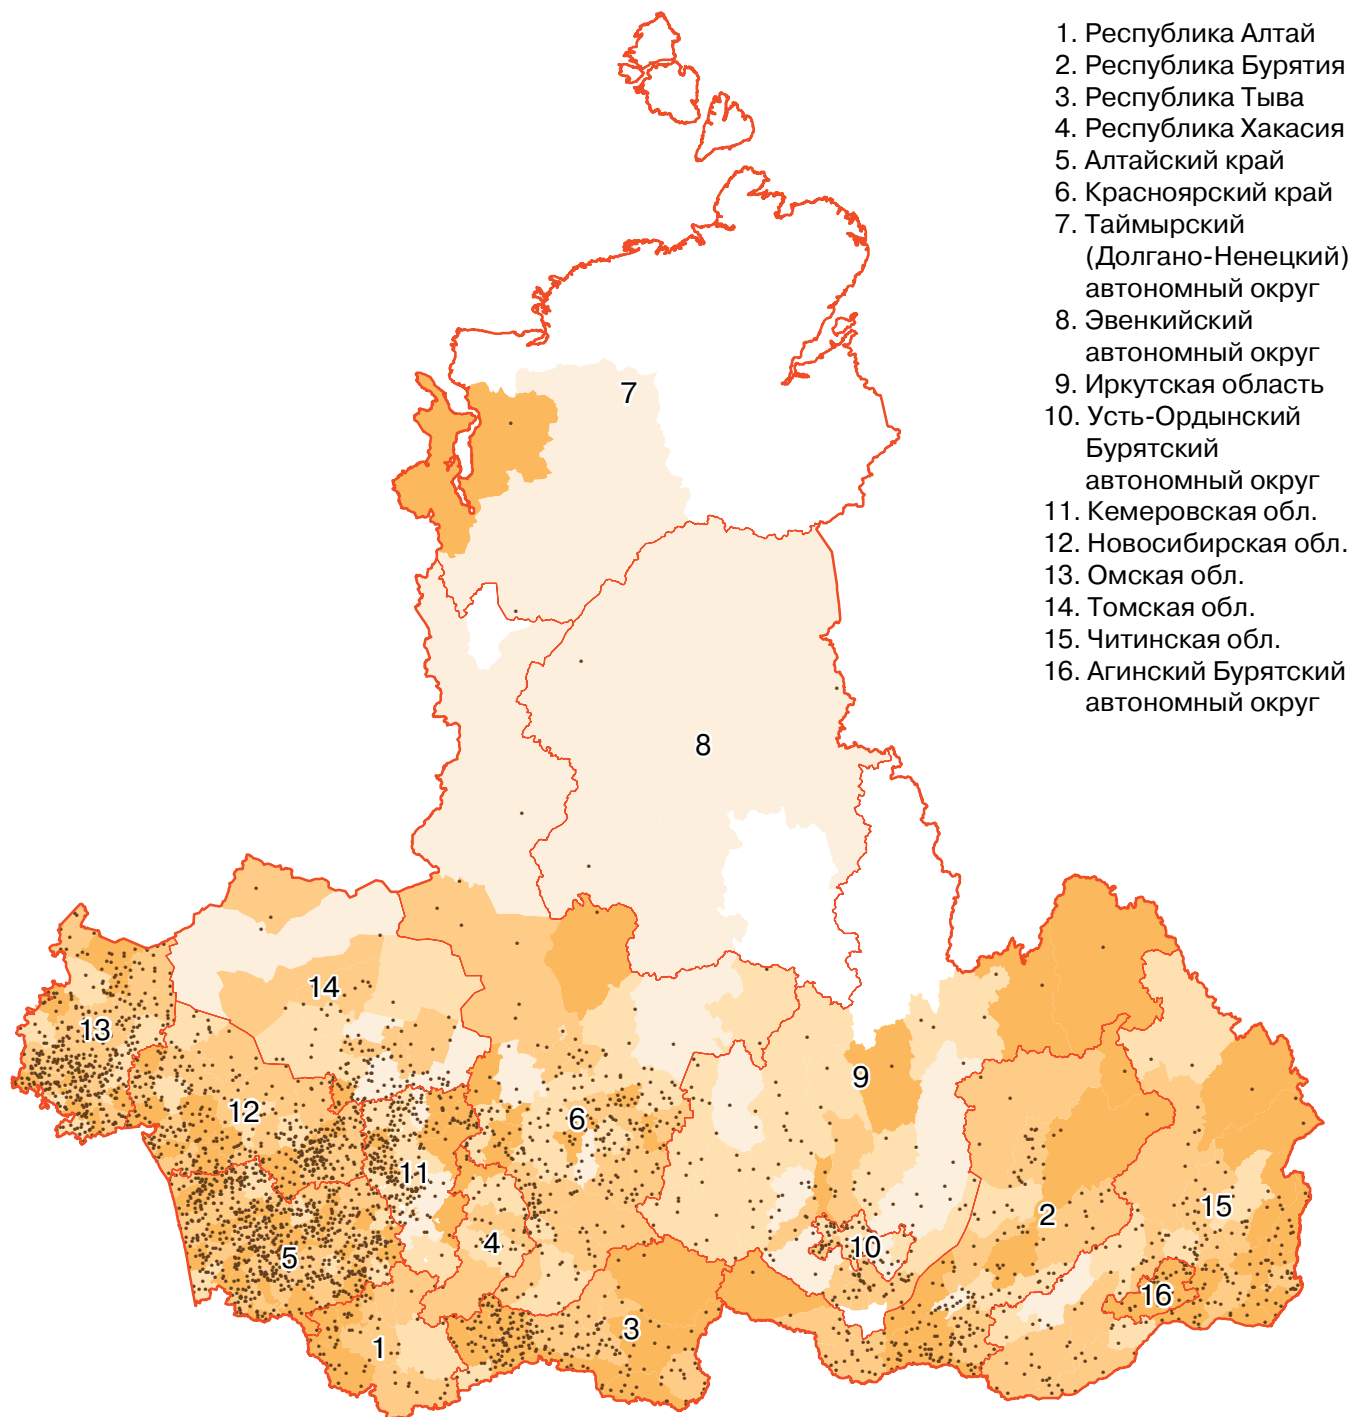 1. Республика Алтай
2. Республика Бурятия
3. Республика Тыва
4. Республика Хакасия
5. Алтайский край
6. Красноярский край
7. Таймырский
(Долгано-Ненецкий)
автономный округ
8. Эвенкийский
автономный округ
9. Иркутская область
10. Усть-Ордынский
Бурятский
автономный округ
11. Кемеровская обл.
12. Новосибирская обл.
13. Омская обл.
14. Томская обл.
15. Читинская обл.
16. Агинский Бурятский
автономный округ
7
8
14
13
9
12
6
11
15
2
4
10
5
16
3
1